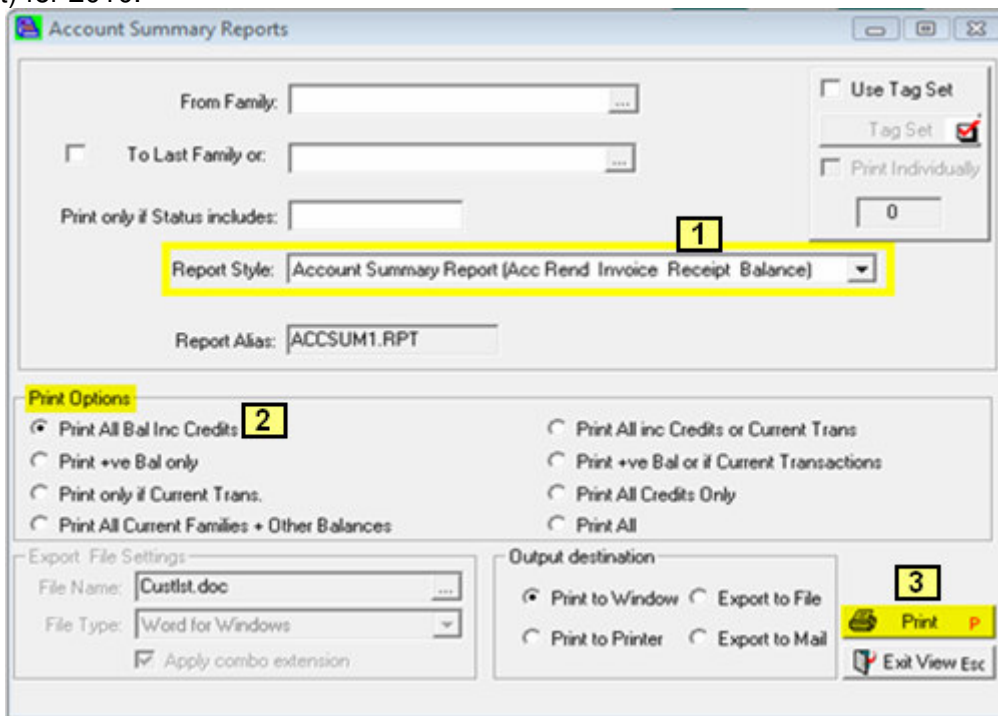 t) for 2010.
Account Summary Reports
From Family: ...
Use Tag Set
Tag Set
To Last Family or: ...
Print Individually
Print only if Status includes:
0
1
Report Style: Account Summary Report (Acc Rend Invoice Receipt Balance)
Report Alias: ACCSUM1.RPT
Print Options
Print All Bal Inc Credits 2
Print All inc Credits or Current Trans
Print +ve Bal only
Print +ve Bal or if Current Transactions
Print only if Current Trans.
Print All Credits Only
Print All Current Families + Other Balances
Print All
Export File Settings
Output destination
File Name: Custlst.doc ...
Print to Window Export to File
3
File Type: Word for Windows
Print to Printer Export to Mail
Print P
Apply combo extension
Exit View Esc